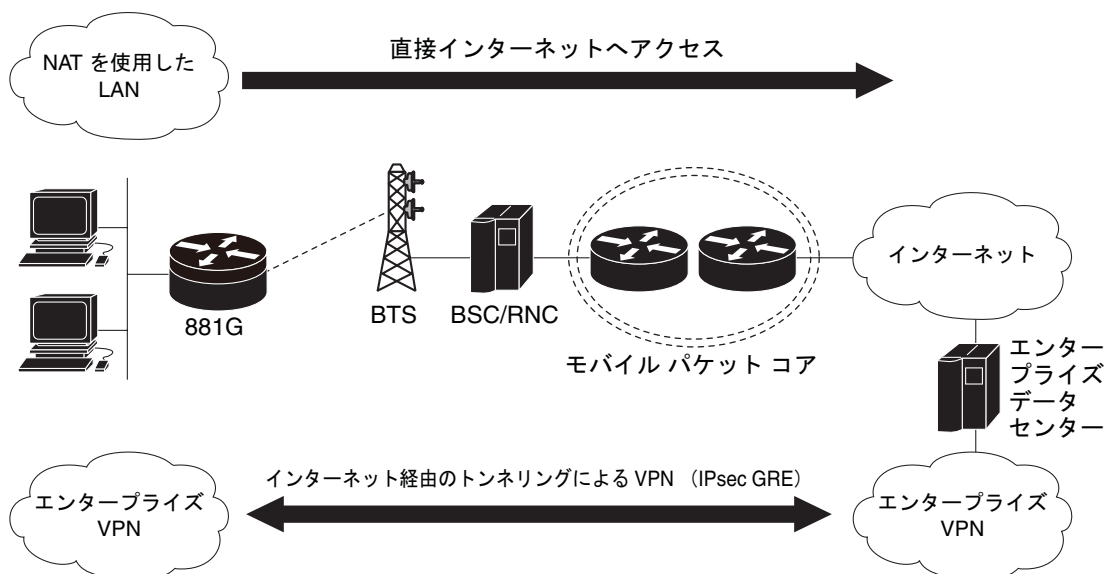 NAT を使用した
LAN
直接インターネットへアクセス
881G
BTS
BSC/RNC
モバイル パケット コア
インターネット
エンター
プライズ
データ
センター
エンタープライズ
VPN
インターネット経由のトンネリングによる VPN （IPsec GRE）
エンタープライズ
VPN